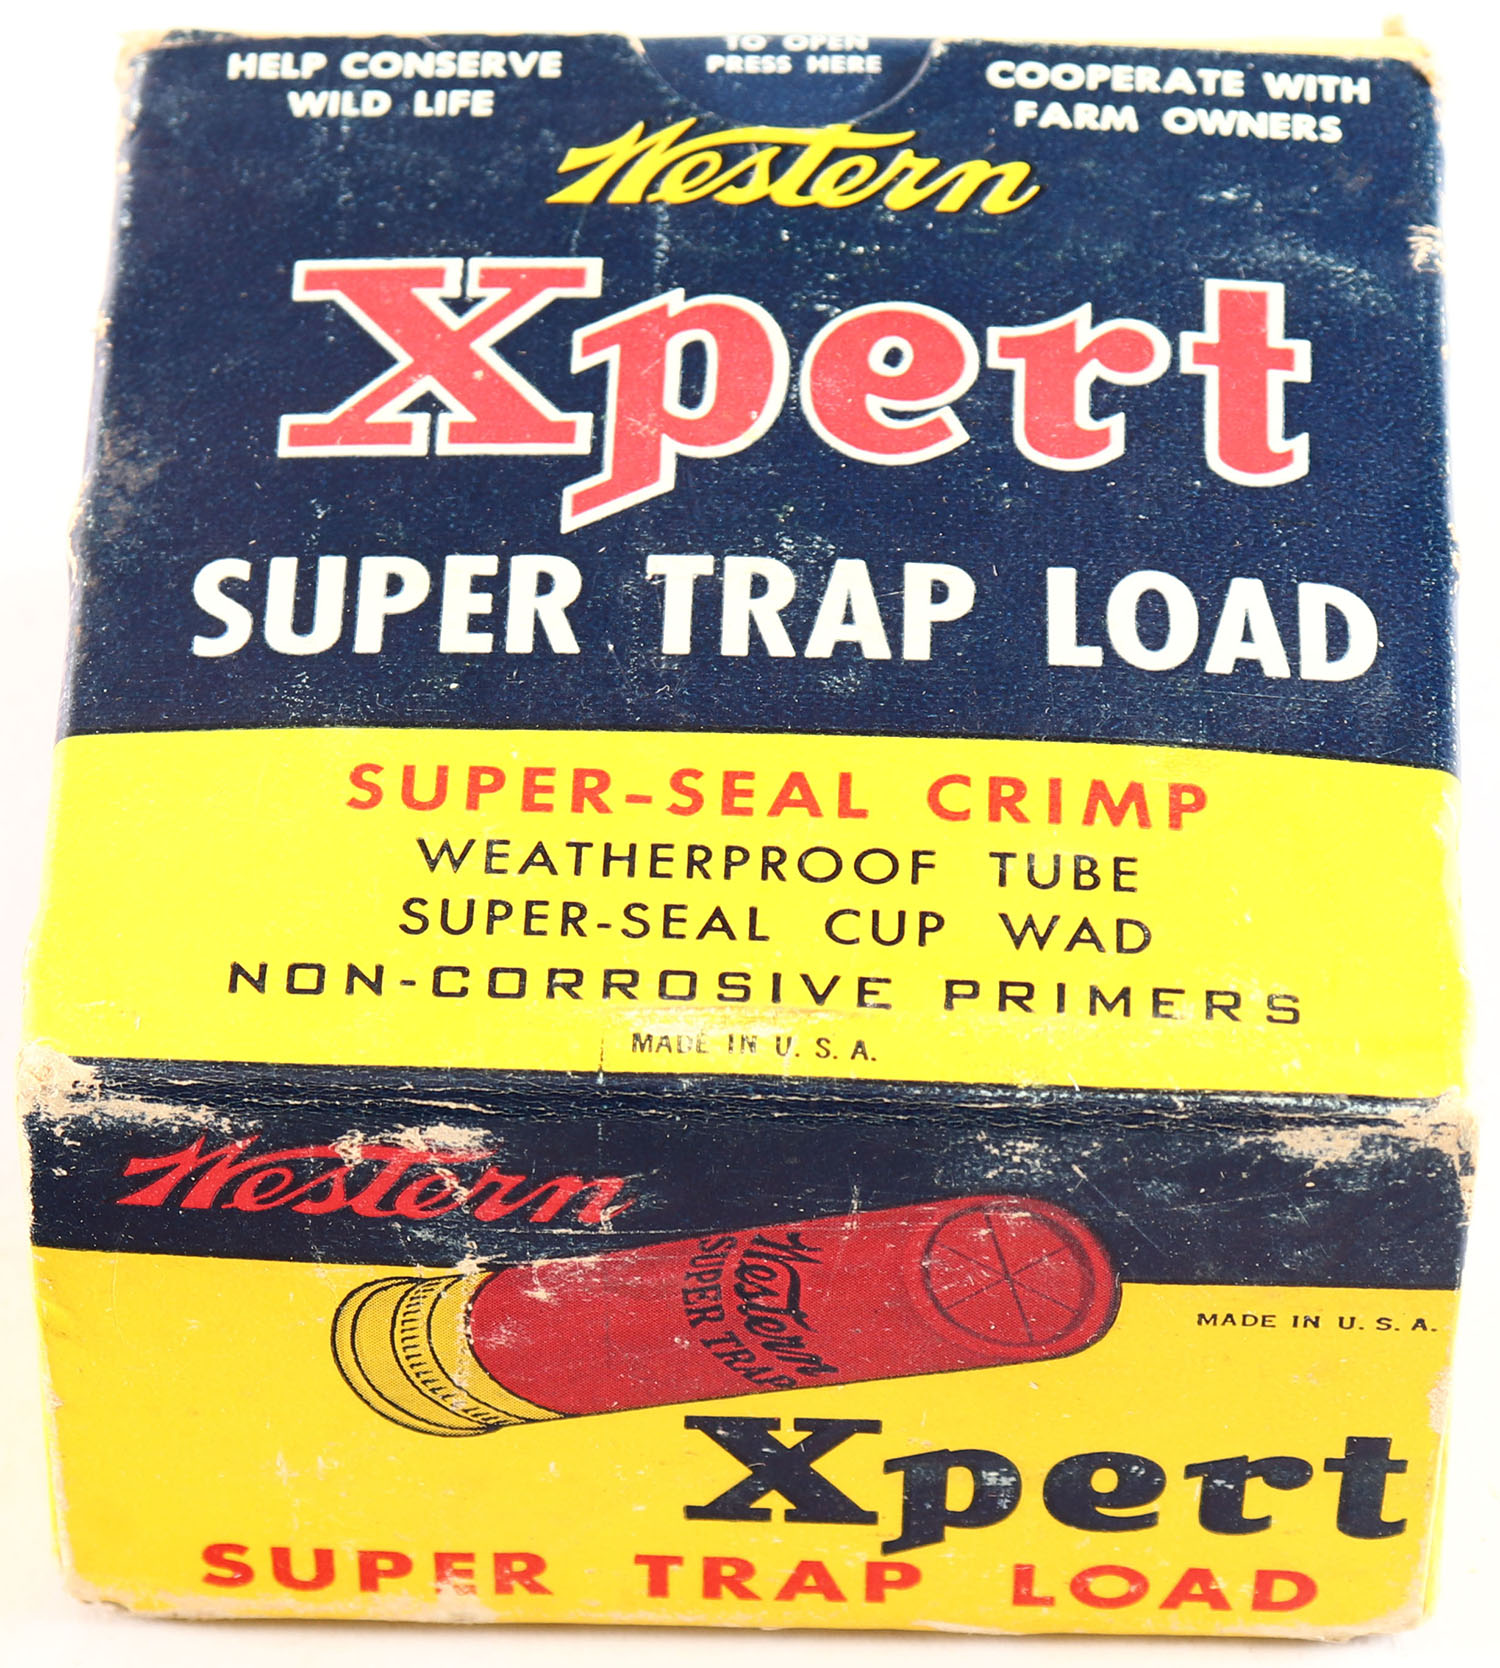 HELP CONSERVE
WILD LIFE
TO OPEN
PRESS HERE
COOPERATE WITH
FARM OWNERS
Western
Xpert
SUPER TRAP LOAD
SUPER-SEAL CRIMP
WEATHERPROOF TUBE
SUPER-SEAL CUP WAD
NON-CORROSIVE PRIMERS
MADE IN U. S. A.
Western
Western
SUPER TRAP
MADE IN U. S. A.
Xpert
SUPER TRAP LOAD